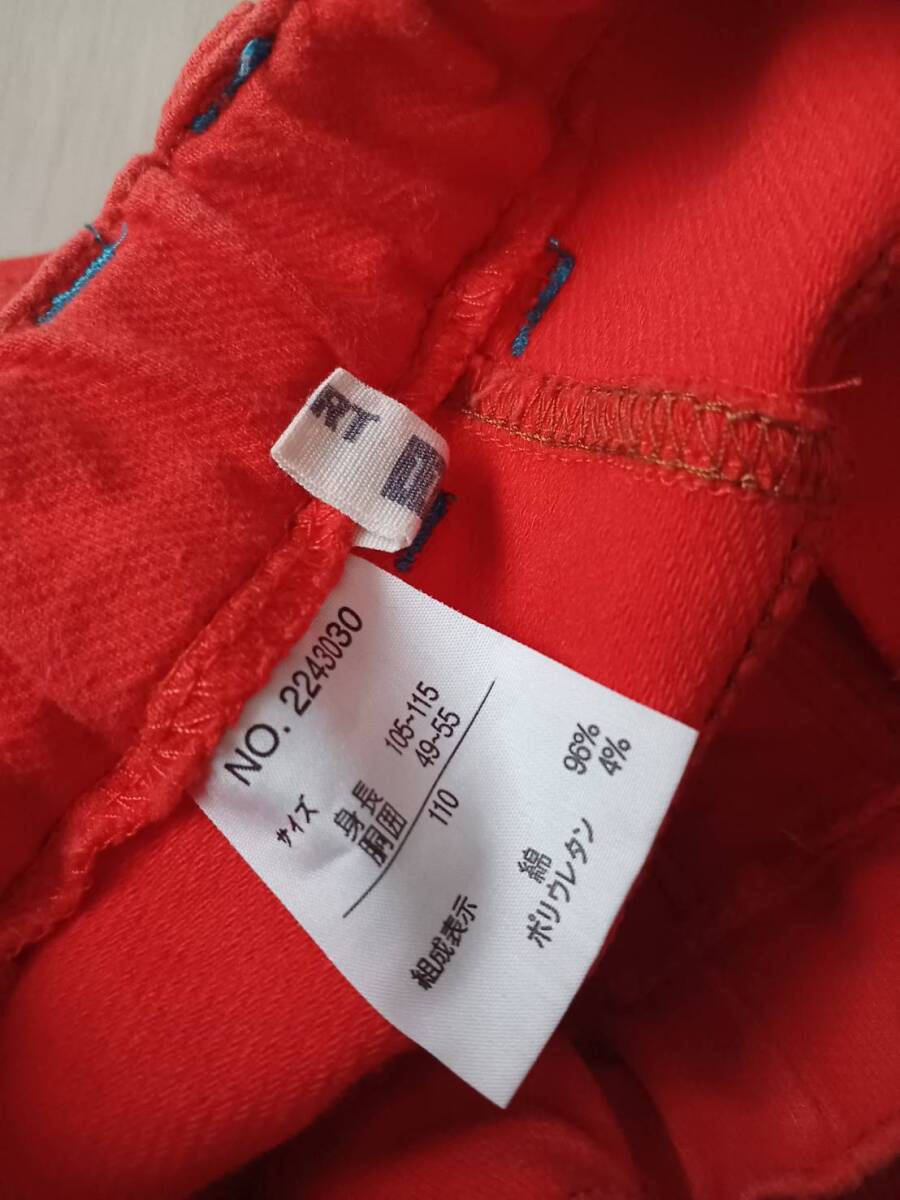 RT
NO. 2243030
サイズ
身長 105~115
胴囲 49~55
110
組成表示
綿 96%
ポリウレタン 4%